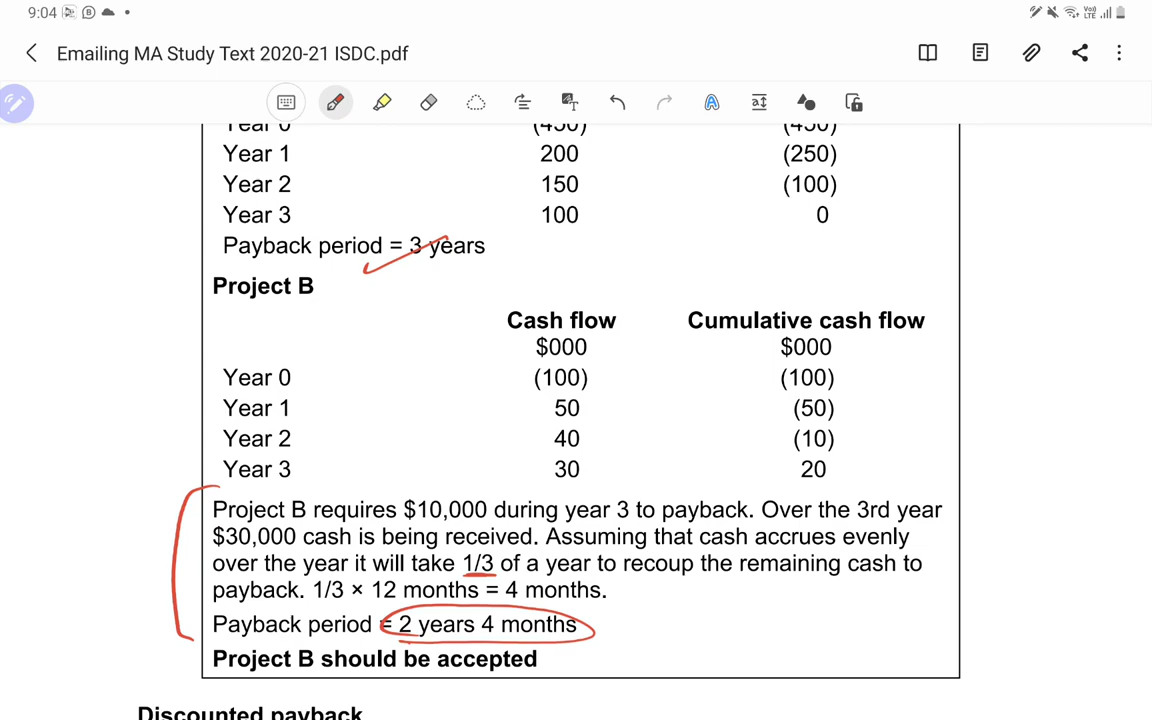 9:04
Emailing MA Study Text 2020-21 ISDC.pdf
Year 0 (450) (450)
Year 1 200 (250)
Year 2 150 (100)
Year 3 100 0
Payback period = 3 years
Project B
Cash flow Cumulative cash flow
$000 $000
Year 0 (100) (100)
Year 1 50 (50)
Year 2 40 (10)
Year 3 30 20
Project B requires $10,000 during year 3 to payback. Over the 3rd year
$30,000 cash is being received. Assuming that cash accrues evenly
over the year it will take 1/3 of a year to recoup the remaining cash to
payback. 1/3 × 12 months = 4 months.
Payback period = 2 years 4 months
Project B should be accepted
Discounted payback